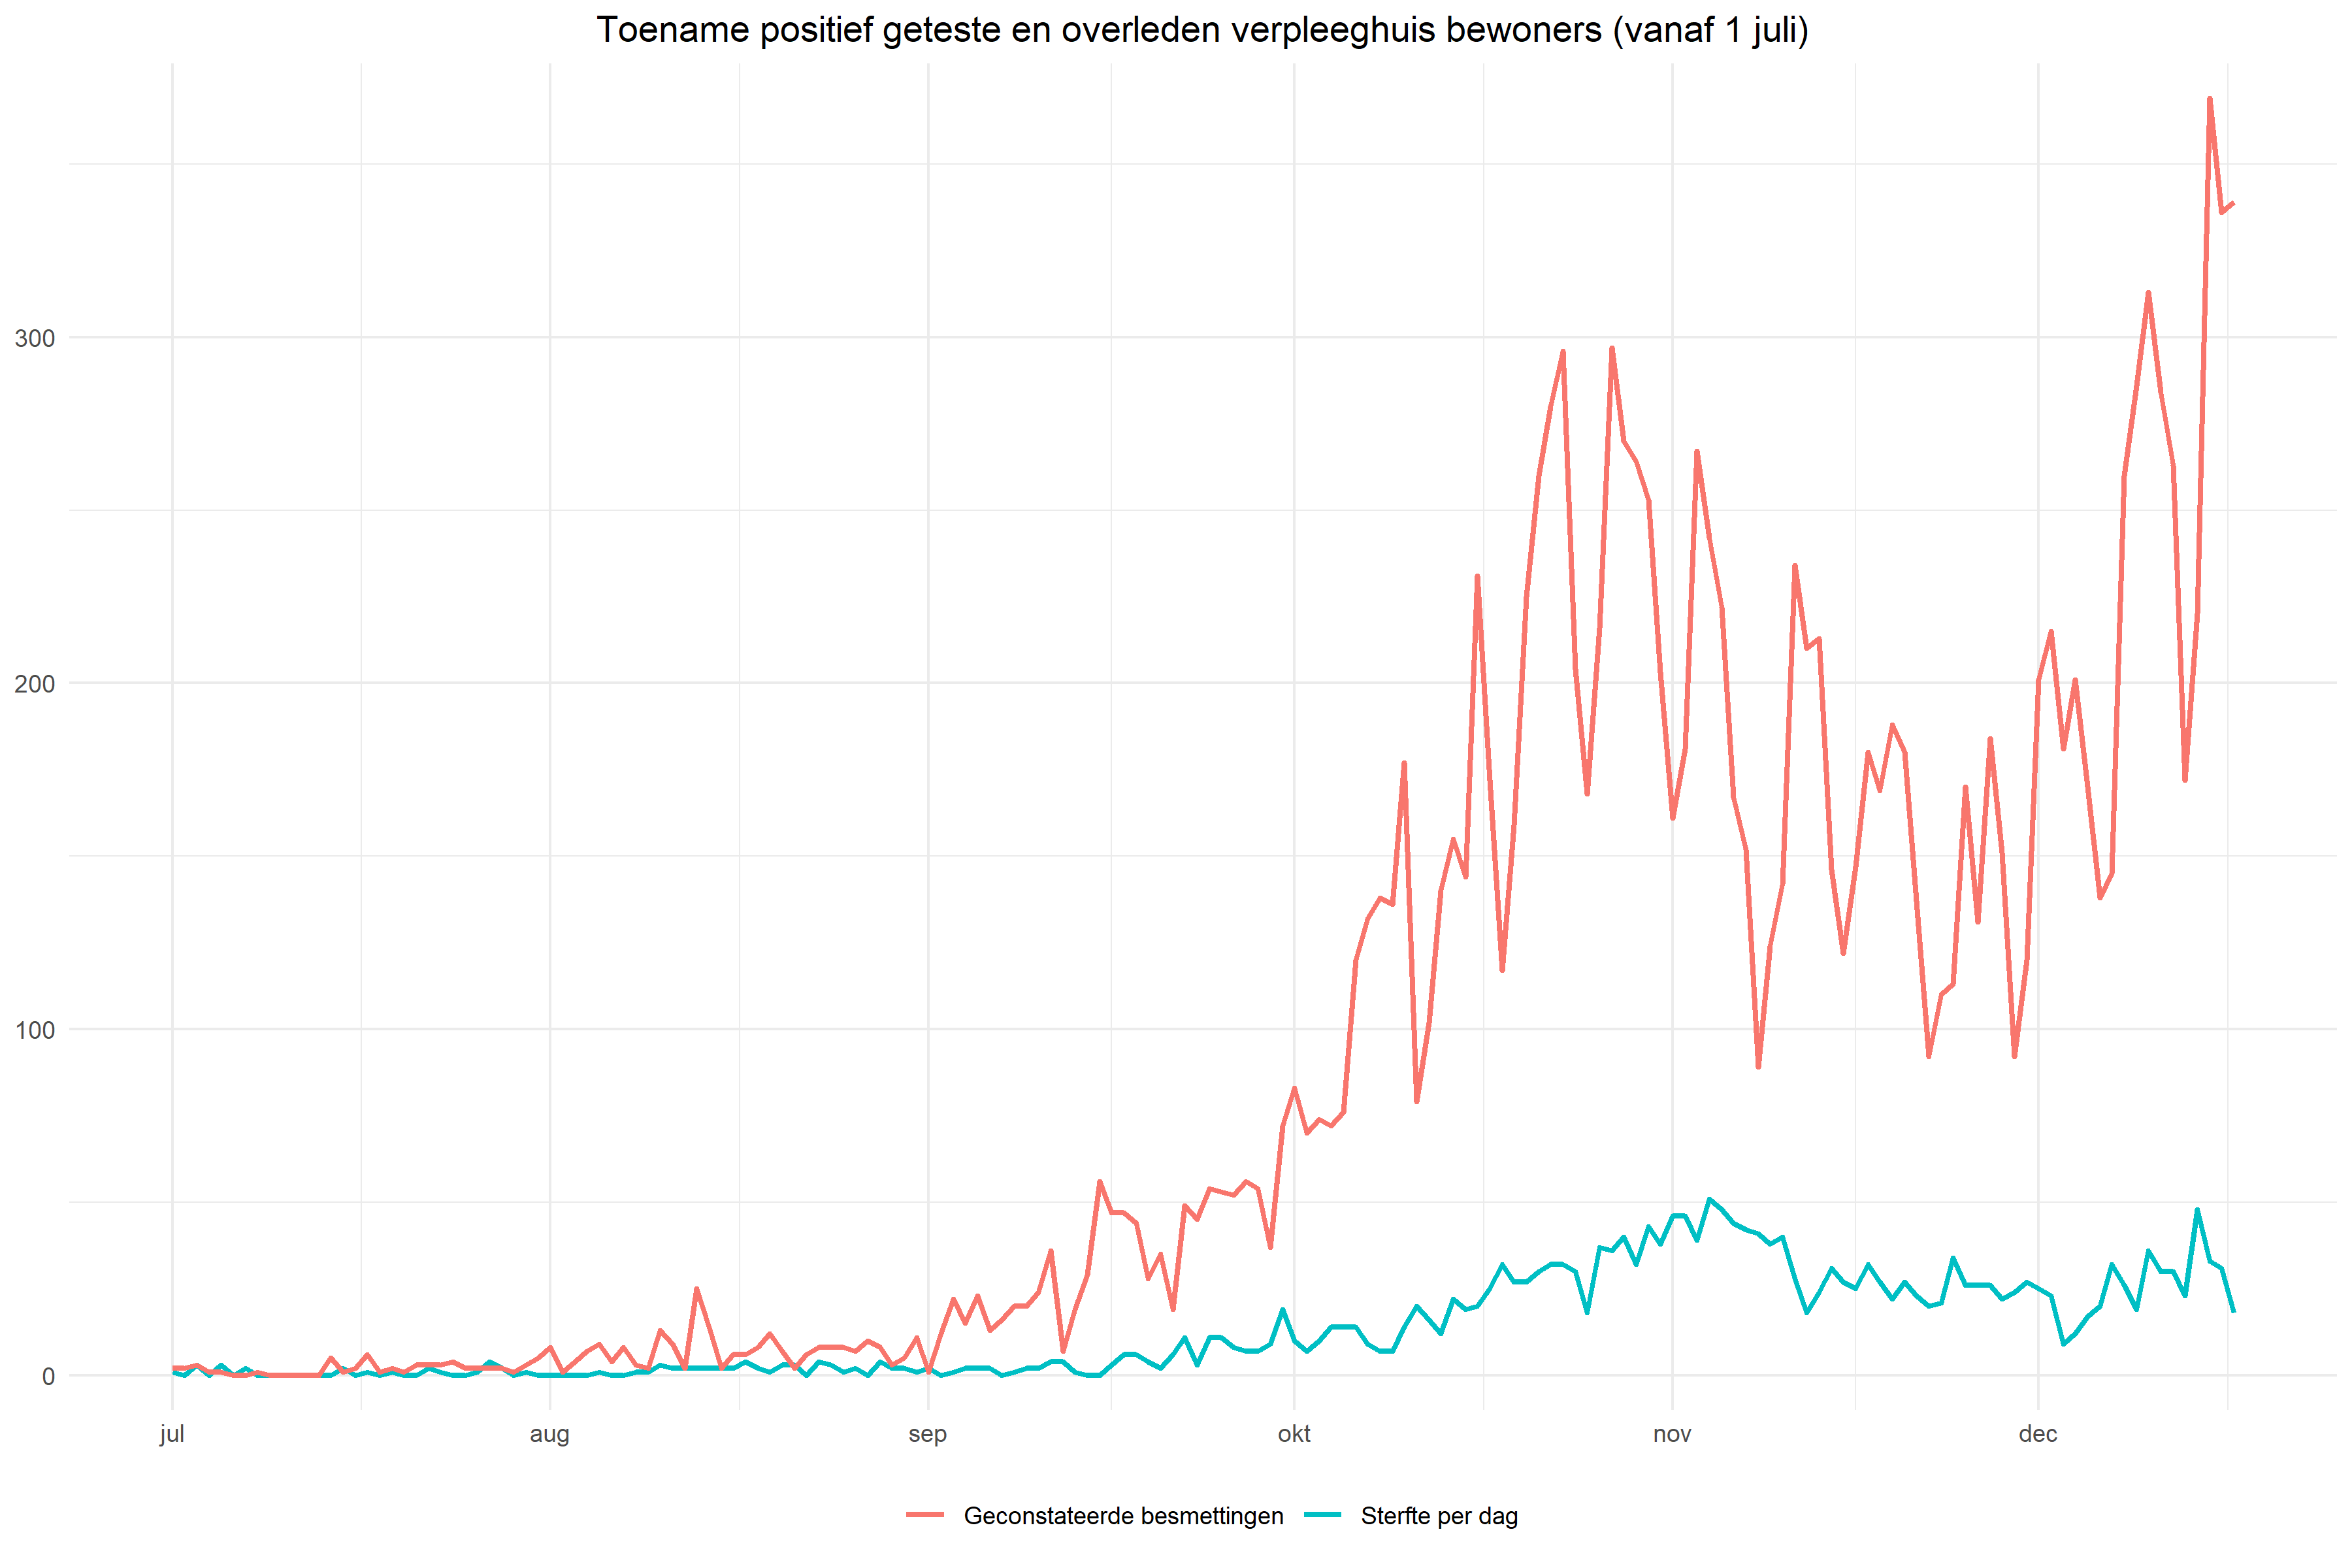 Toename positief geteste en overleden verpleeghuis bewoners (vanaf 1 juli)
300
200
100
0
jul aug sep okt nov dec
Geconstateerde besmettingen Sterfte per dag